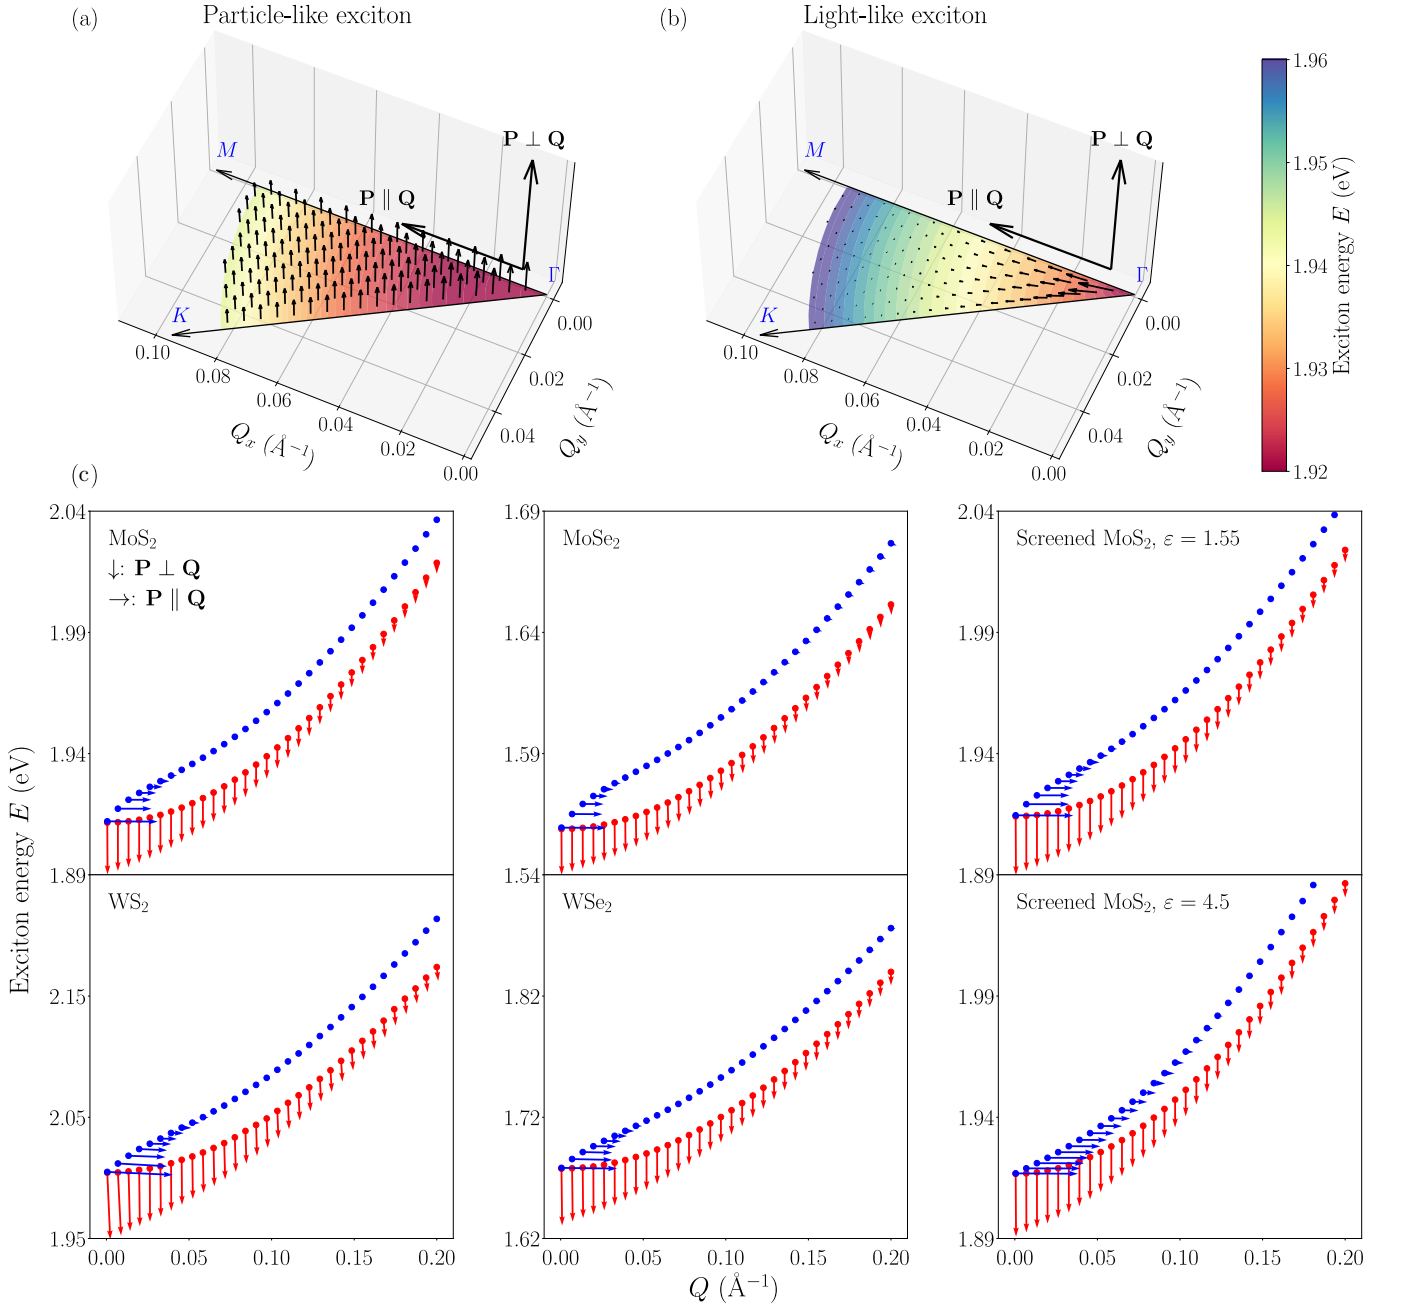 (a) Particle-like exciton
M
K
Γ
P ∥ Q
P ⊥ Q
0.10
0.08
0.06
0.04
0.02
0.00
Q_x (Å⁻¹)
0.00
0.02
0.04
Q_y (Å⁻¹)
(b) Light-like exciton
M
K
Γ
P ∥ Q
P ⊥ Q
0.10
0.08
0.06
0.04
0.02
0.00
Q_x (Å⁻¹)
0.00
0.02
0.04
Q_y (Å⁻¹)
1.96
1.95
1.94
1.93
1.92
Exciton energy E (eV)
(c)
Exciton energy E (eV)
MoS₂
↓: P ⊥ Q
→: P ∥ Q
2.04
1.99
1.94
1.89
MoSe₂
1.69
1.64
1.59
1.54
Screened MoS₂, ε = 1.55
2.04
1.99
1.94
1.89
WS₂
2.15
2.05
1.95
0.00 0.05 0.10 0.15 0.20
WSe₂
1.82
1.72
1.62
0.00 0.05 0.10 0.15 0.20
Screened MoS₂, ε = 4.5
1.99
1.94
1.89
0.00 0.05 0.10 0.15 0.20
Q (Å⁻¹)